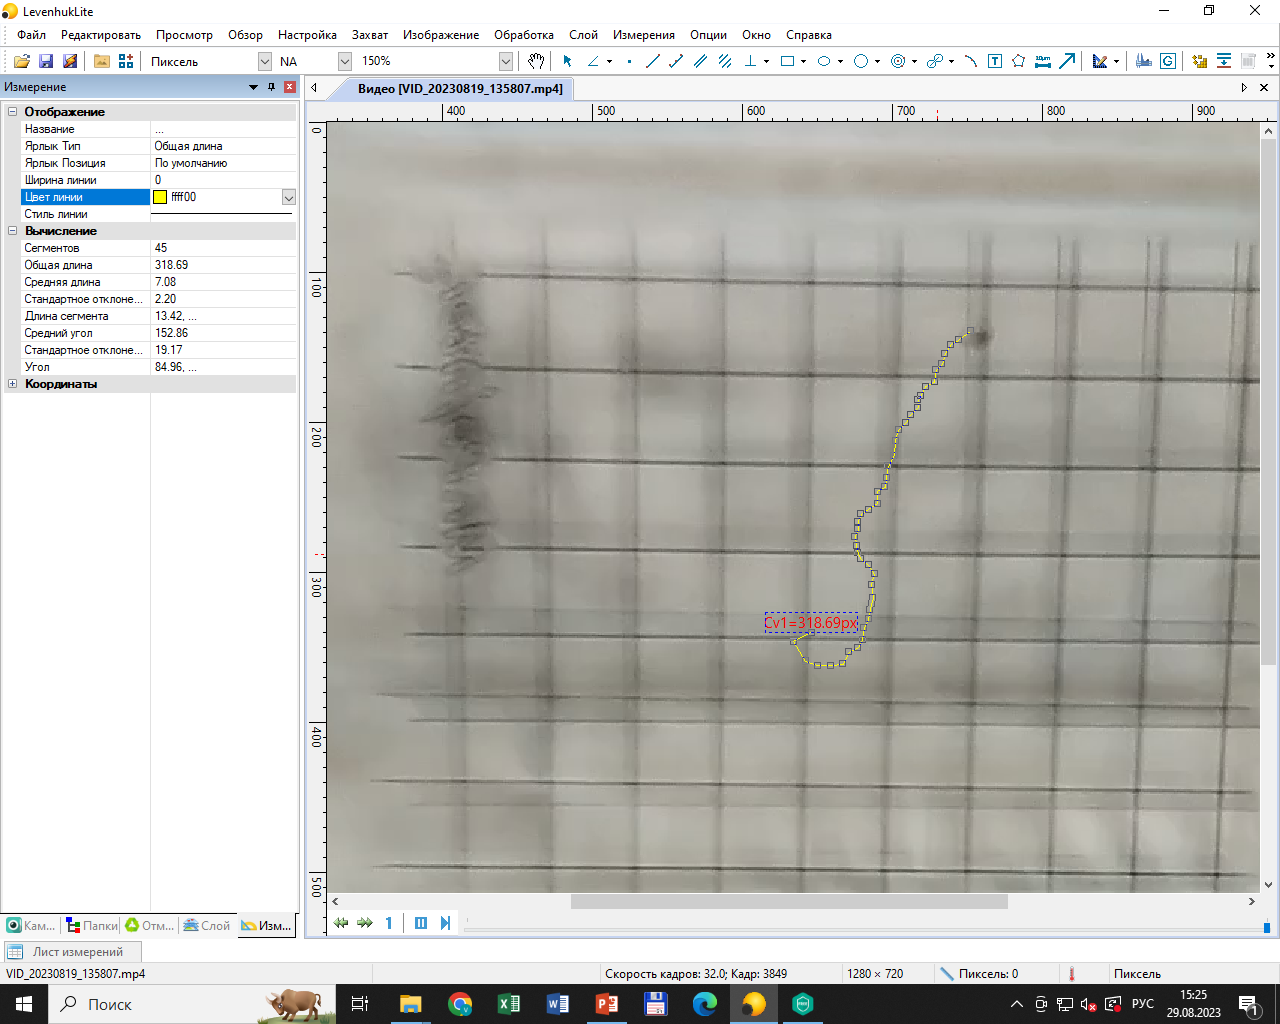 LevenhukLite
Файл Редактировать Просмотр Обзор Настройка Захват Изображение Обработка Слой Измерения Опции Окно Справка
Пиксель NA 150%
Измерение
Видео [VID_20230819_135807.mp4]
Отображение
Название ...
Ярлык Тип Общая длина
Ярлык Позиция По умолчанию
Ширина линии 0
Цвет линии ffff00
Стиль линии
Вычисление
Сегментов 45
Общая длина 318.69
Средняя длина 7.08
Стандартное отклоне... 2.20
Длина сегмента 13.42, ...
Средний угол 152.86
Стандартное отклоне... 19.17
Угол 84.96, ...
Координаты
400 500 600 700 800 900
0
100
200
300
400
500
Cv1=318.69px
1
Кам... Папки Отм... Слой Изм...
Лист измерений
VID_20230819_135807.mp4 Скорость кадров: 32.0; Кадр: 3849 1280 × 720 Пиксель: 0 Пиксель
Поиск
РУС
15:25
29.08.2023
1